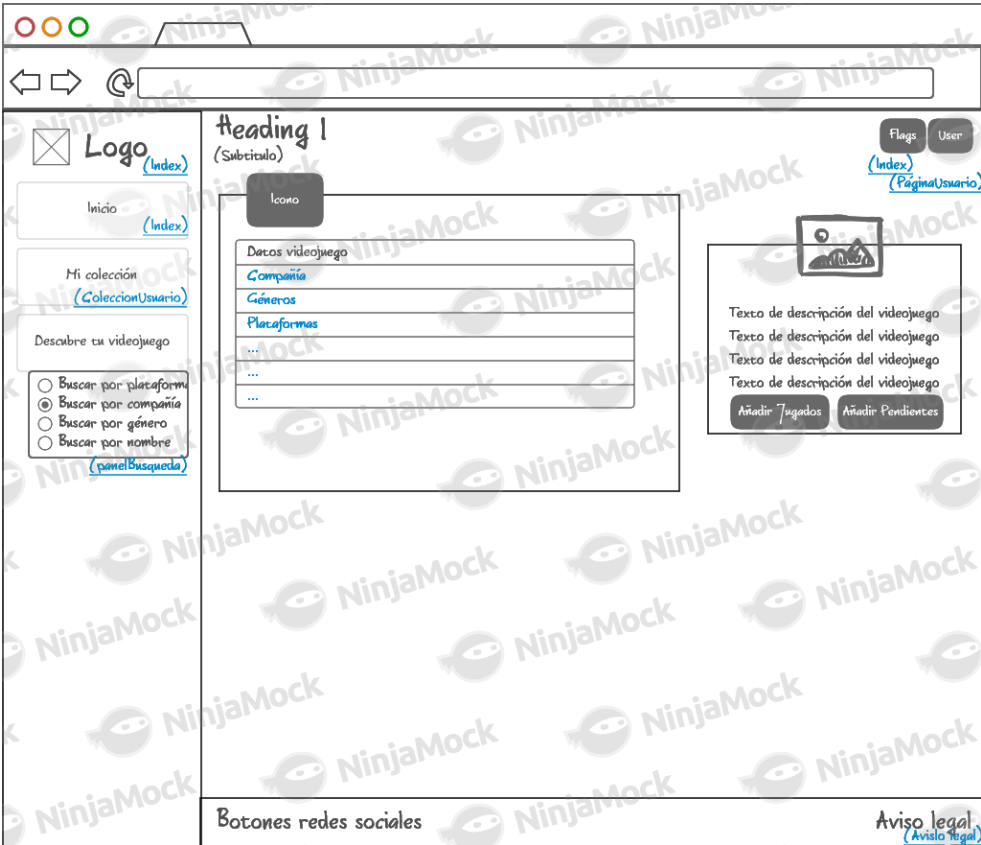 Heading 1
(Subtitulo)
Flags
User
(Index)
(PáginaUsuario)
Logo
(Index)
Inicio
(Index)
Mi colección
(ColeccionUsuario)
Descubre tu videojuego
Buscar por plataforma
Buscar por compañía
Buscar por género
Buscar por nombre
(panelBusqueda)
Icono
Datos videojuego
Compañía
Géneros
Plataformas
...
...
...
Texto de descripción del videojuego
Texto de descripción del videojuego
Texto de descripción del videojuego
Texto de descripción del videojuego
Añadir Jugados
Añadir Pendientes
Botones redes sociales
Aviso legal
(Avislo legal)
NinjaMock